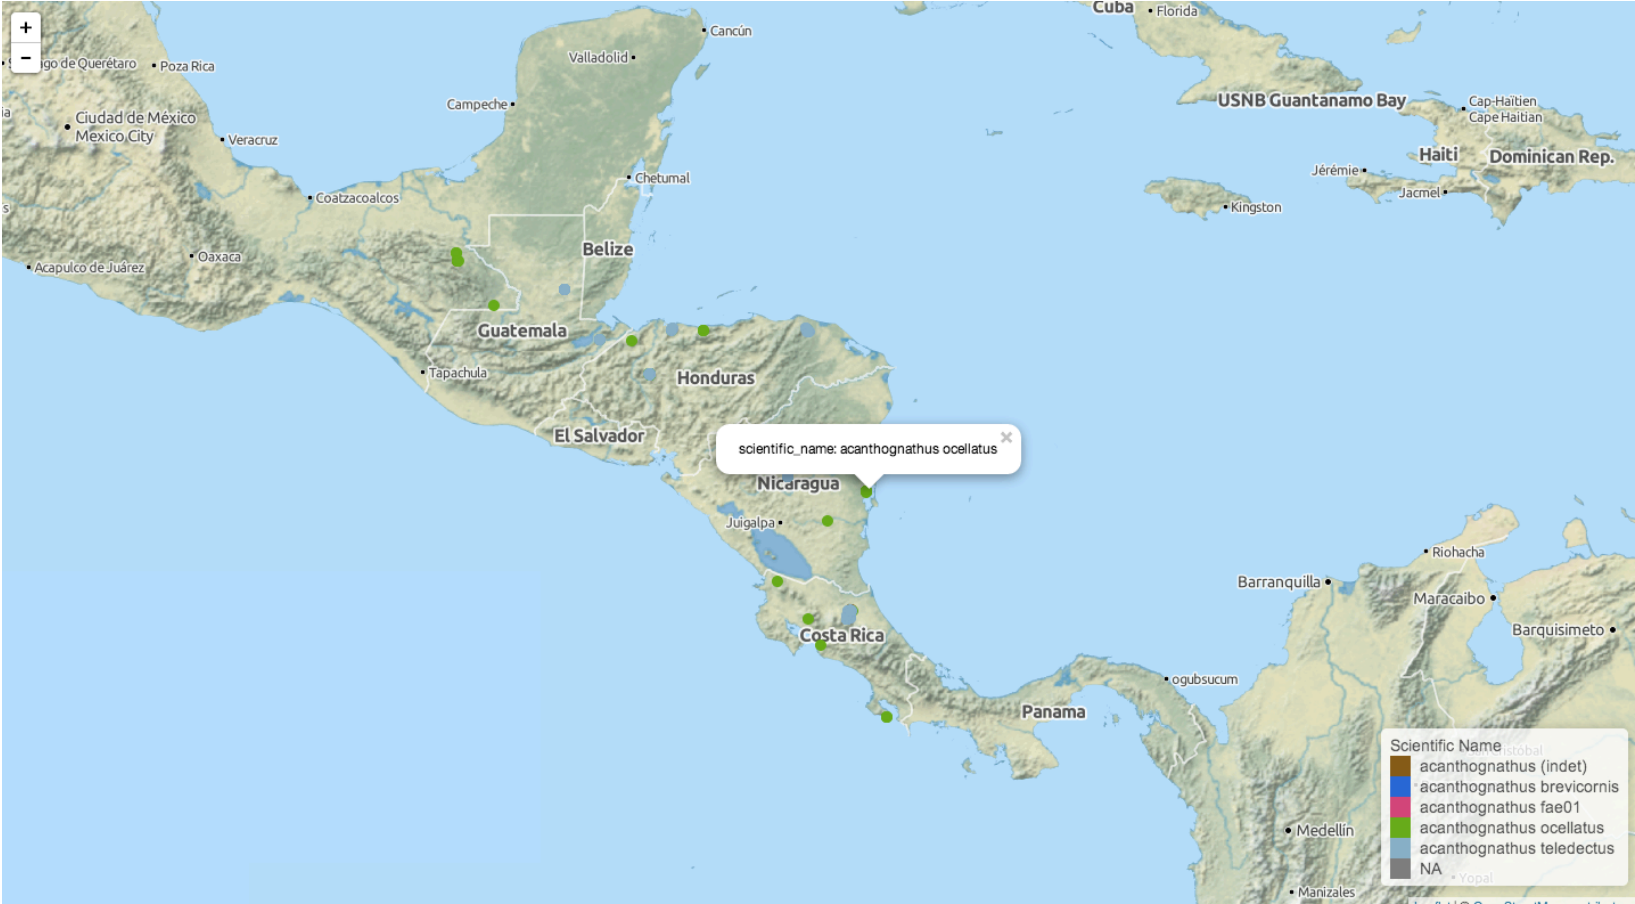 +
−
Cuba
Florida
Cancún
Valladolid
Poza Rica
Campeche
Ciudad de México
Mexico City
Veracruz
USNB Guantanamo Bay
Cap-Haïtien
Cape Haitian
Haiti
Dominican Rep.
Jérémie
Jacmel
Chetumal
Coatzacoalcos
Kingston
Oaxaca
Acapulco de Juárez
Belize
Guatemala
Tapachula
Honduras
El Salvador
scientific_name: acanthognathus ocellatus ×
Nicaragua
Juigalpa
Riohacha
Barranquilla
Maracaibo
Barquisimeto
Costa Rica
ogubsucum
Panama
Scientific Name
acanthognathus (indet)
acanthognathus brevicornis
acanthognathus fae01
acanthognathus ocellatus
acanthognathus teledectus
NA
Medellín
Yopal
Manizales